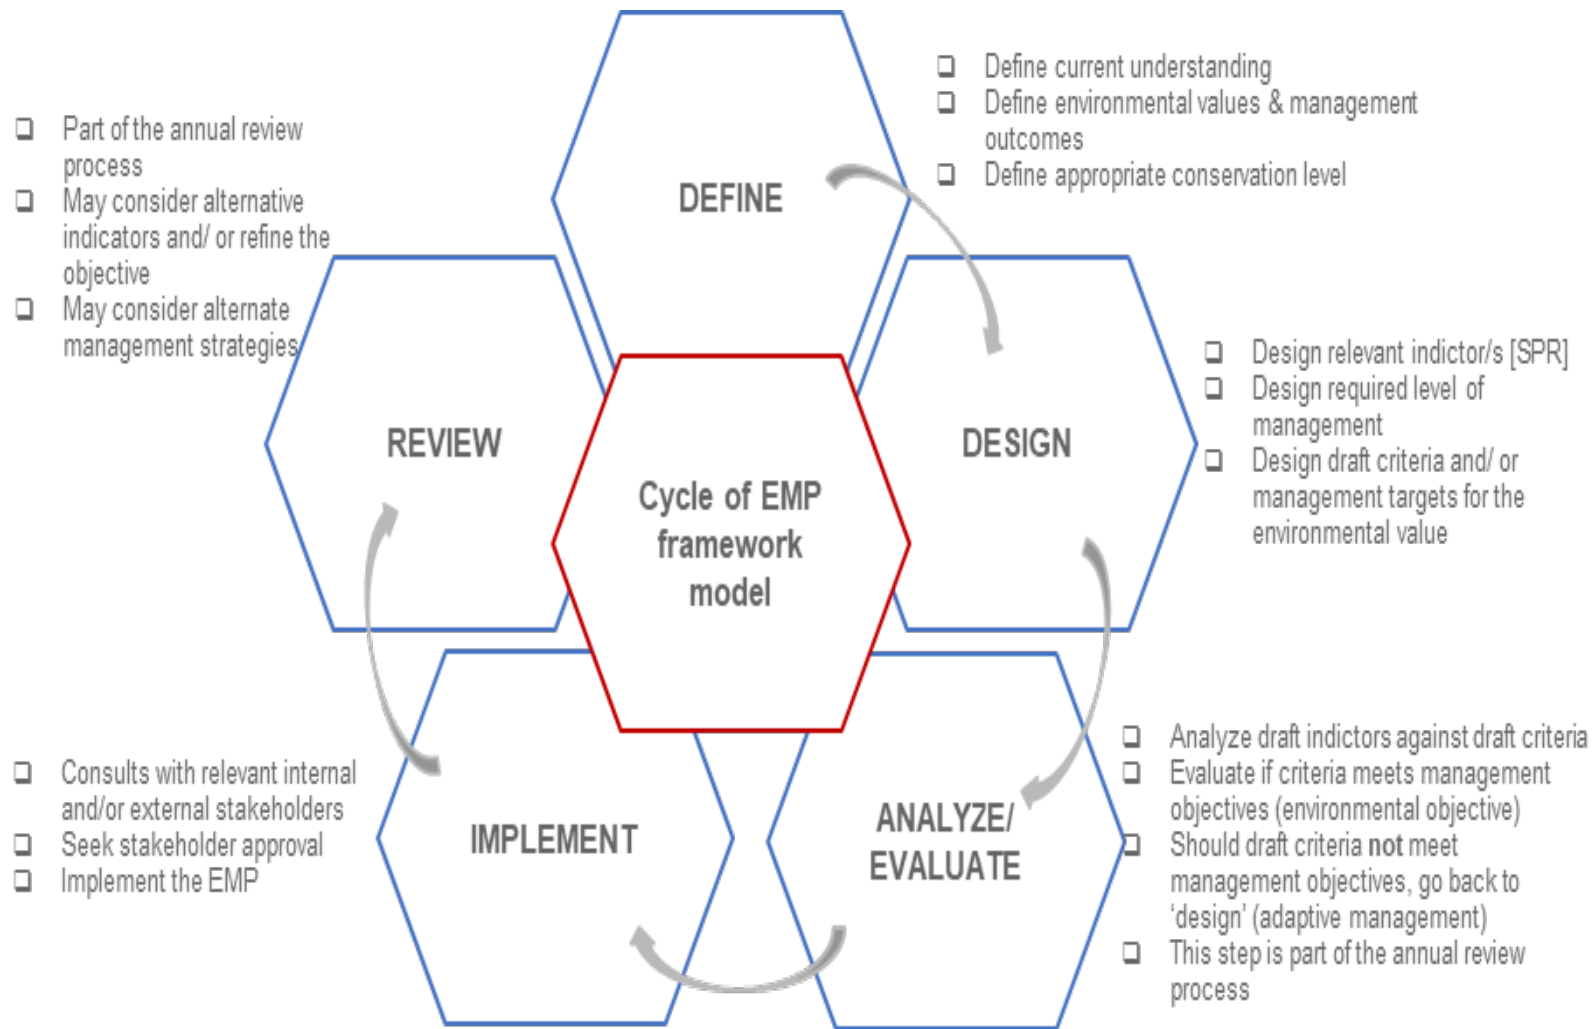 DEFINE
❑ Define current understanding
❑ Define environmental values & management
outcomes
❑ Define appropriate conservation level
DESIGN
❑ Design relevant indictor/s [SPR]
❑ Design required level of
management
❑ Design draft criteria and/ or
management targets for the
environmental value
ANALYZE/
EVALUATE
❑ Analyze draft indictors against draft criteria
❑ Evaluate if criteria meets management
objectives (environmental objective)
❑ Should draft criteria not meet
management objectives, go back to
‘design’ (adaptive management)
❑ This step is part of the annual review
process
IMPLEMENT
❑ Consults with relevant internal
and/or external stakeholders
❑ Seek stakeholder approval
❑ Implement the EMP
REVIEW
❑ Part of the annual review
process
❑ May consider alternative
indicators and/ or refine the
objective
❑ May consider alternate
management strategies
Cycle of EMP
framework
model